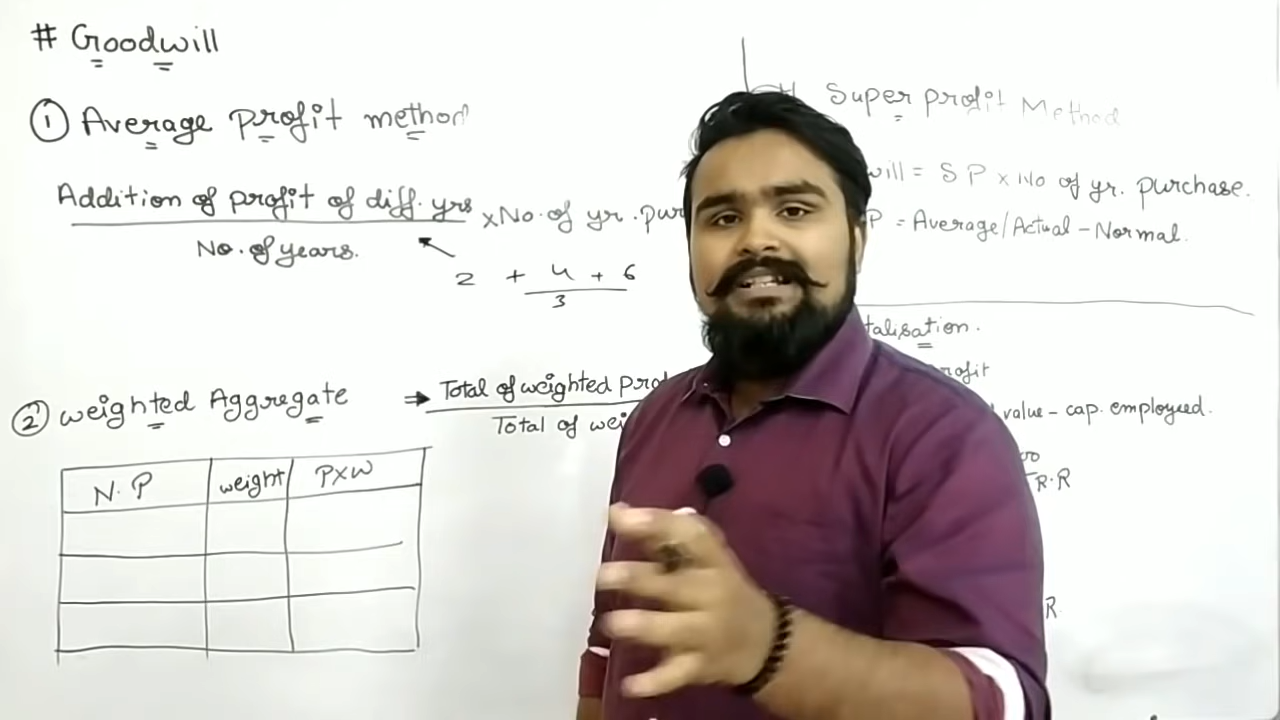 # Goodwill
① Average profit method
Addition of profit of diff. yrs
No. of years.
× No. of yr. pur
2 + 4 + 6
3
② weighted Aggregate
→ Total of weighted Pro
Total of wei
N.P weight P×W
Super profit Method
will = S P × No of yr. purchase.
P = Average/Actual - Normal.
talisation.
rofit
value - cap. employeed.
R.R
R